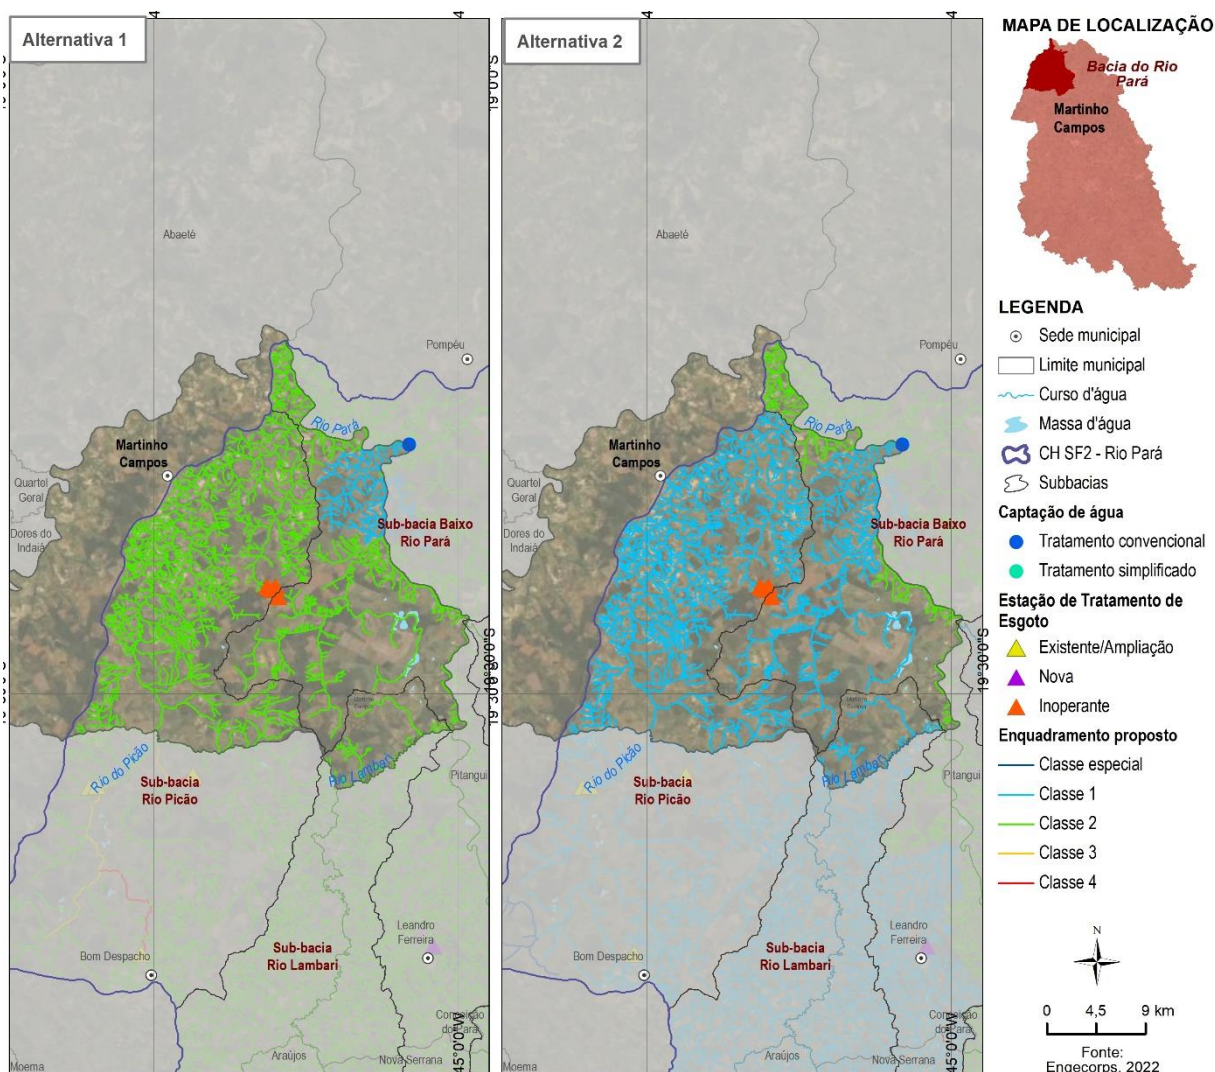 Alternativa 1
Abaeté
Pompéu
Rio Pará
Martinho
Campos
Quartel
Geral
Dores do
Indaiá
Sub-bacia Baixo
Rio Pará
Rio do Picão
Rio Lambari
Sub-bacia
Rio Picão
Pitangui
Leandro
Ferreira
Sub-bacia
Rio Lambari
Bom Despacho
Conceição
do Pará
Araújos
Nova Serrana
Moema
19°0'0"S
19°30'0"S
45°0'0"W
Alternativa 2
Abaeté
Pompéu
Rio Pará
Martinho
Campos
Quartel
Geral
Dores do
Indaiá
Sub-bacia Baixo
Rio Pará
Rio do Picão
Rio Lambari
Sub-bacia
Rio Picão
Pitangui
Leandro
Ferreira
Sub-bacia
Rio Lambari
Bom Despacho
Conceição
do Pará
Araújos
Nova Serrana
Moema
19°30'0"S
45°0'0"W
MAPA DE LOCALIZAÇÃO
Bacia do Rio
Pará
Martinho
Campos
LEGENDA
Sede municipal
Limite municipal
Curso d'água
Massa d'água
CH SF2 - Rio Pará
Subbacias
Captação de água
Tratamento convencional
Tratamento simplificado
Estação de Tratamento de
Esgoto
Existente/Ampliação
Nova
Inoperante
Enquadramento proposto
Classe especial
Classe 1
Classe 2
Classe 3
Classe 4
N
0 4,5 9 km
Fonte:
Engecorps, 2022